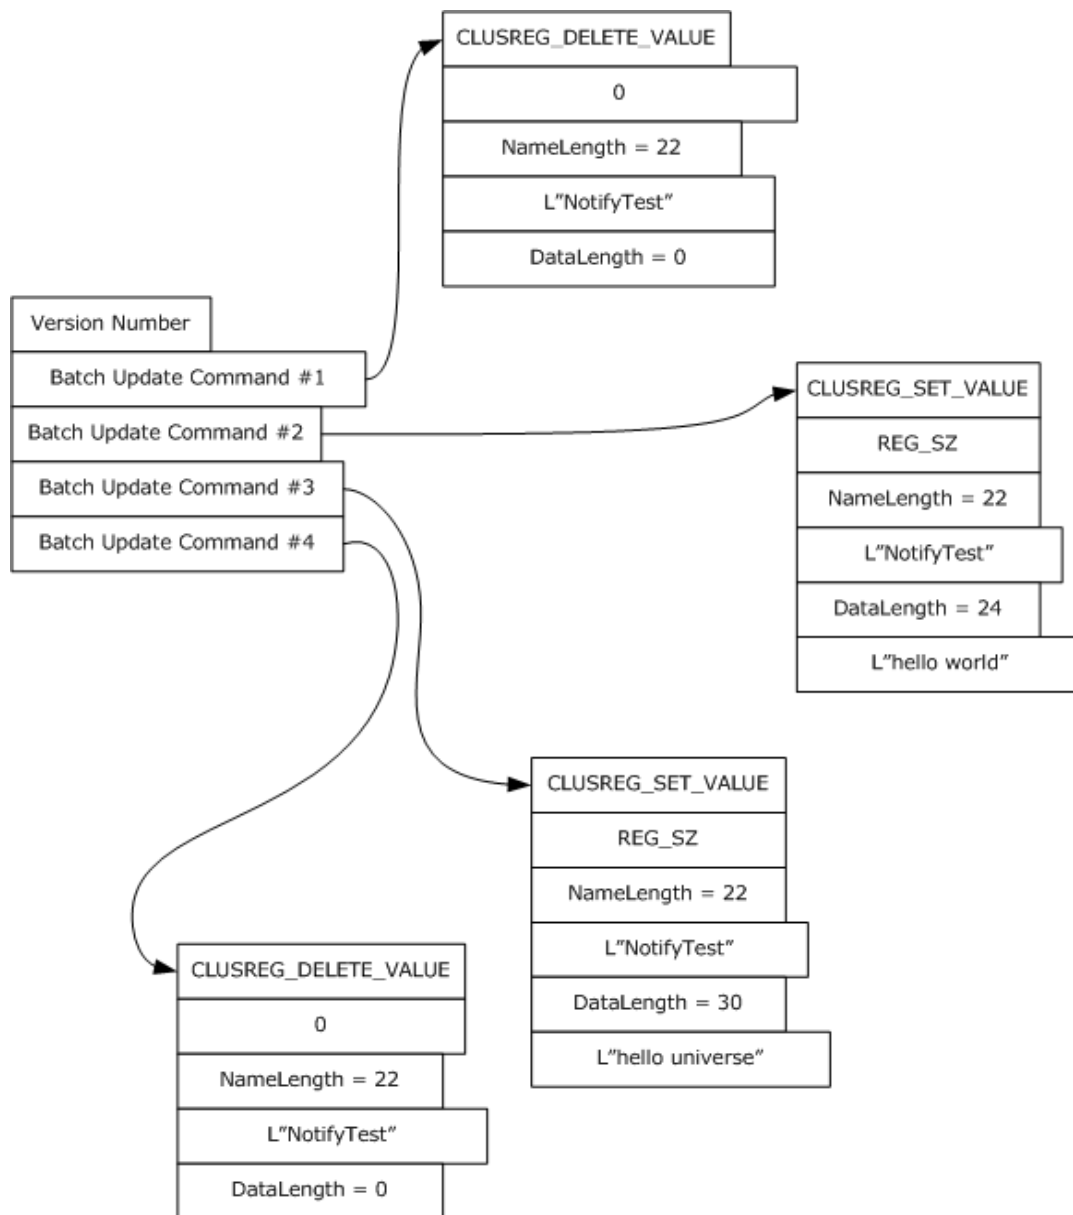 CLUSREG_DELETE_VALUE
0
NameLength = 22
L”NotifyTest”
DataLength = 0
Version Number
Batch Update Command #1
Batch Update Command #2
Batch Update Command #3
Batch Update Command #4
CLUSREG_SET_VALUE
REG_SZ
NameLength = 22
L”NotifyTest”
DataLength = 24
L”hello world”
CLUSREG_SET_VALUE
REG_SZ
NameLength = 22
L”NotifyTest”
DataLength = 30
L”hello universe”
CLUSREG_DELETE_VALUE
0
NameLength = 22
L”NotifyTest”
DataLength = 0